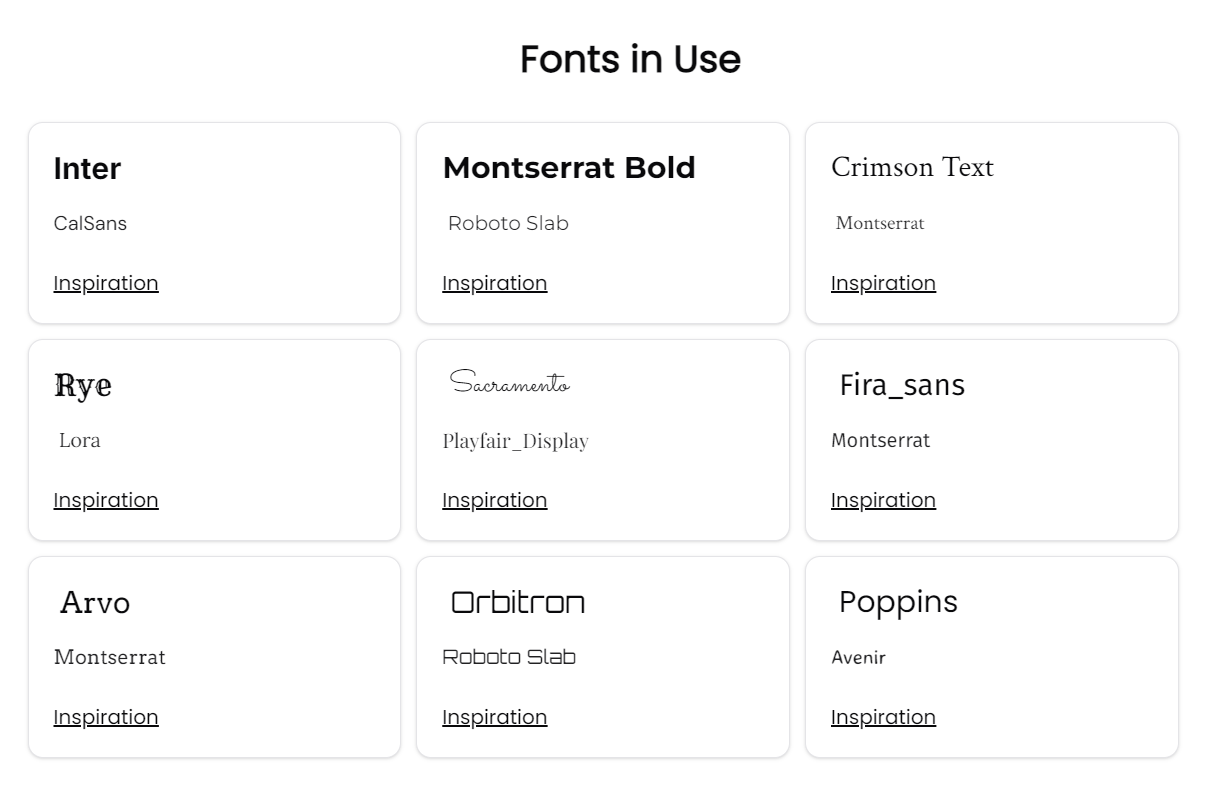 Fonts in Use
Inter
CalSans
Inspiration
Montserrat Bold
Roboto Slab
Inspiration
Crimson Text
Montserrat
Inspiration
Rye
Lora
Inspiration
Sacramento
Playfair_Display
Inspiration
Fira_sans
Montserrat
Inspiration
Arvo
Montserrat
Inspiration
Orbitron
Roboto Slab
Inspiration
Poppins
Avenir
Inspiration